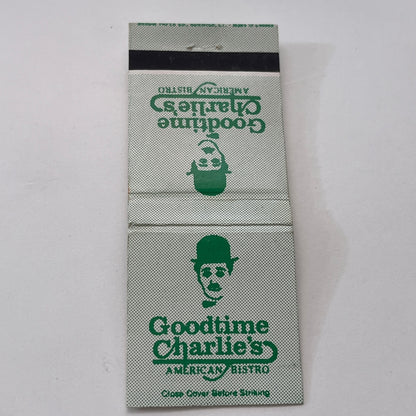 AMERICAN BISTRO
Charlie's
Goodtime
Goodtime
Charlie's
AMERICAN BISTRO
Close Cover Before Striking